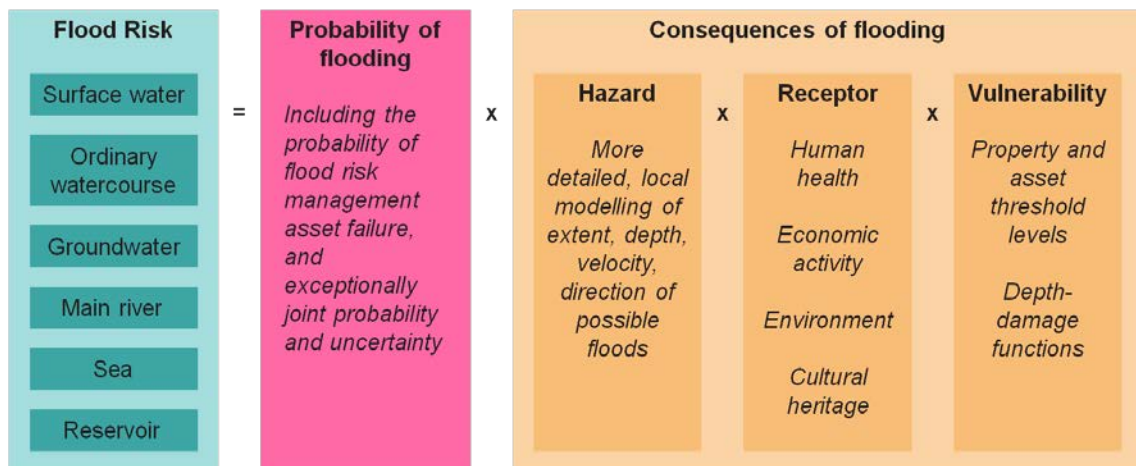 Flood Risk
Surface water
Ordinary
watercourse
Groundwater
Main river
Sea
Reservoir
=
Probability of
flooding
Including the
probability of
flood risk
management
asset failure,
and
exceptionally
joint probability
and uncertainty
x
Consequences of flooding
Hazard
More
detailed, local
modelling of
extent, depth,
velocity,
direction of
possible
floods
x
Receptor
Human
health
Economic
activity
Environment
Cultural
heritage
x
Vulnerability
Property and
asset
threshold
levels
Depth-
damage
functions